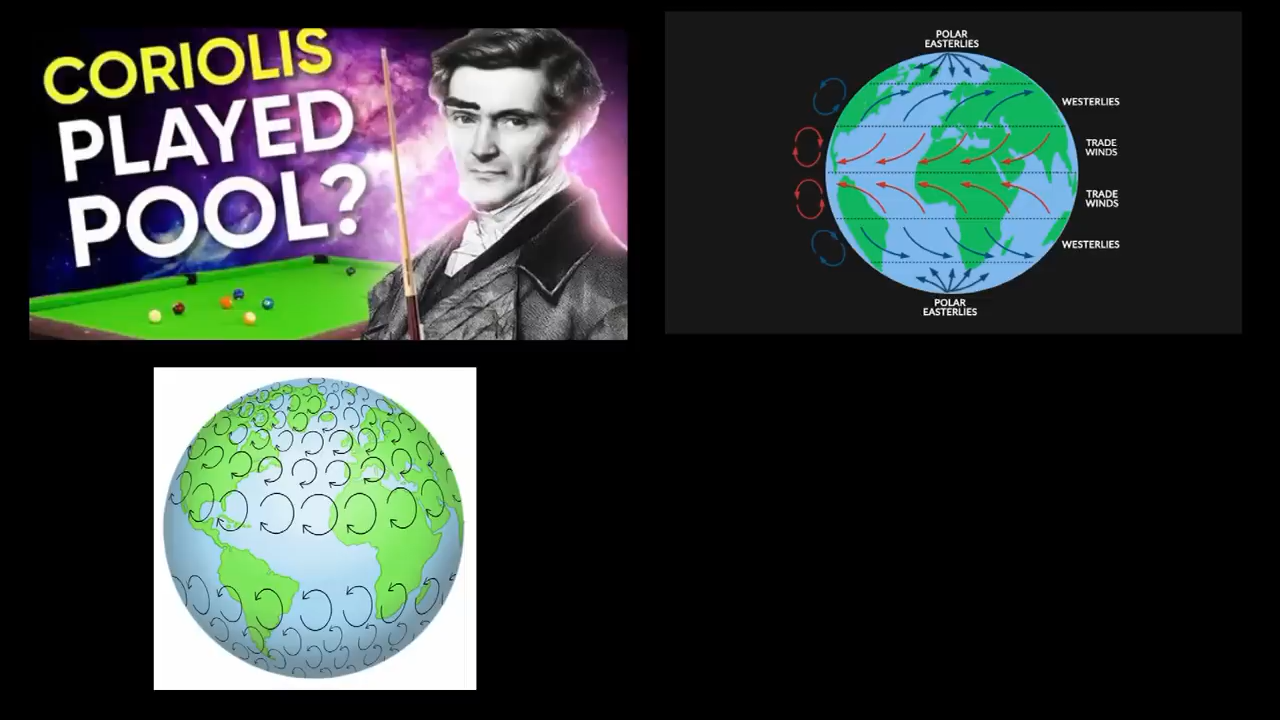 CORIOLIS
PLAYED
POOL?
POLAR
EASTERLIES
WESTERLIES
TRADE
WINDS
TRADE
WINDS
WESTERLIES
POLAR
EASTERLIES